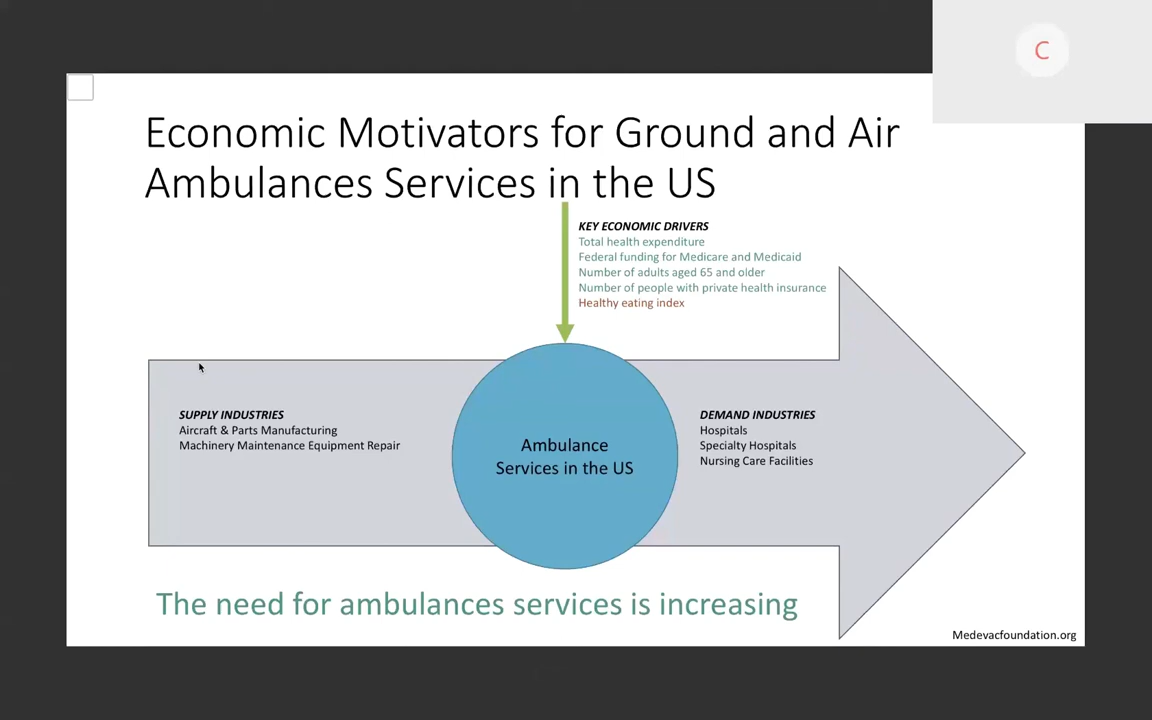 C
Economic Motivators for Ground and Air
Ambulances Services in the US
KEY ECONOMIC DRIVERS
Total health expenditure
Federal funding for Medicare and Medicaid
Number of adults aged 65 and older
Number of people with private health insurance
Healthy eating index
SUPPLY INDUSTRIES
Aircraft & Parts Manufacturing
Machinery Maintenance Equipment Repair
Ambulance
Services in the US
DEMAND INDUSTRIES
Hospitals
Specialty Hospitals
Nursing Care Facilities
The need for ambulances services is increasing
Medevacfoundation.org